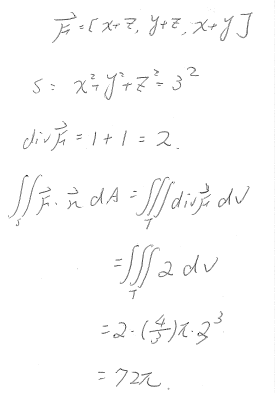 F⃗ = [x+z, y+z, x+y]
S: x²+y²+z²=3²
div F⃗ = 1+1 = 2.
∬_S F⃗·n⃗ dA = ∭_T div F⃗ dv
= ∭_T 2 dv
= 2·(4/3)π·3³
= 72π.